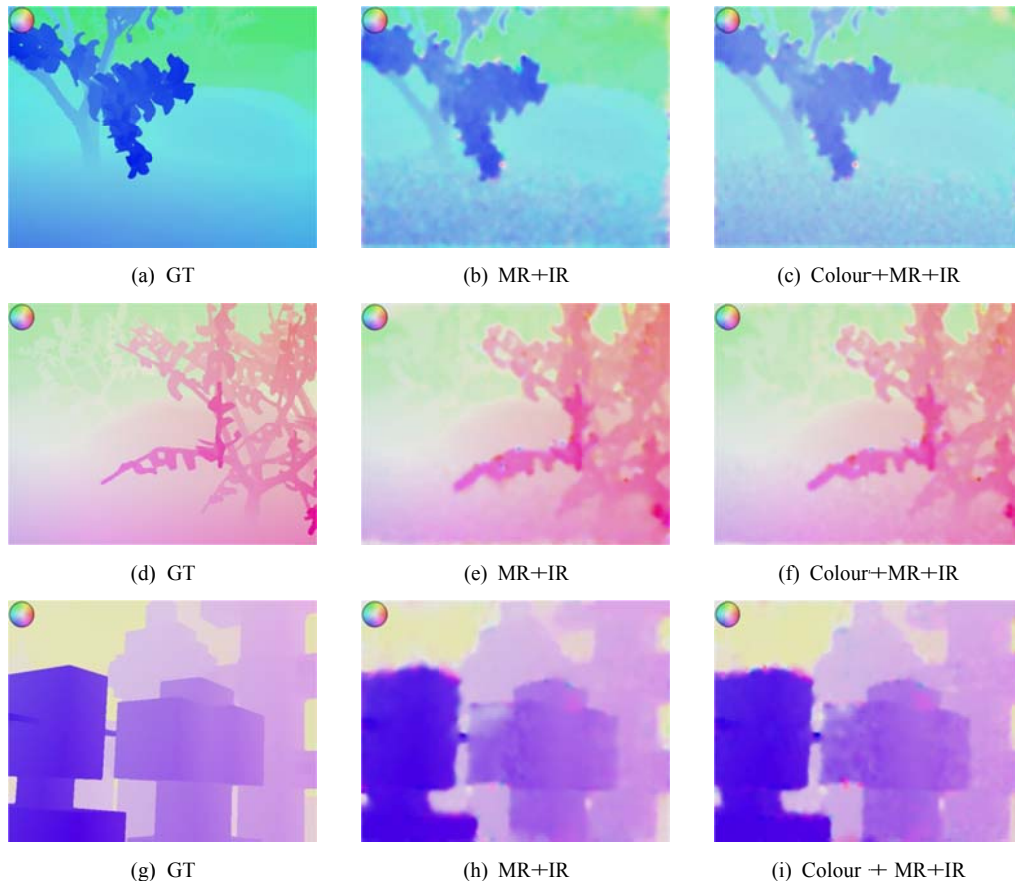 (a) GT
(b) MR+IR
(c) Colour+MR+IR
(d) GT
(e) MR+IR
(f) Colour+MR+IR
(g) GT
(h) MR+IR
(i) Colour + MR+IR